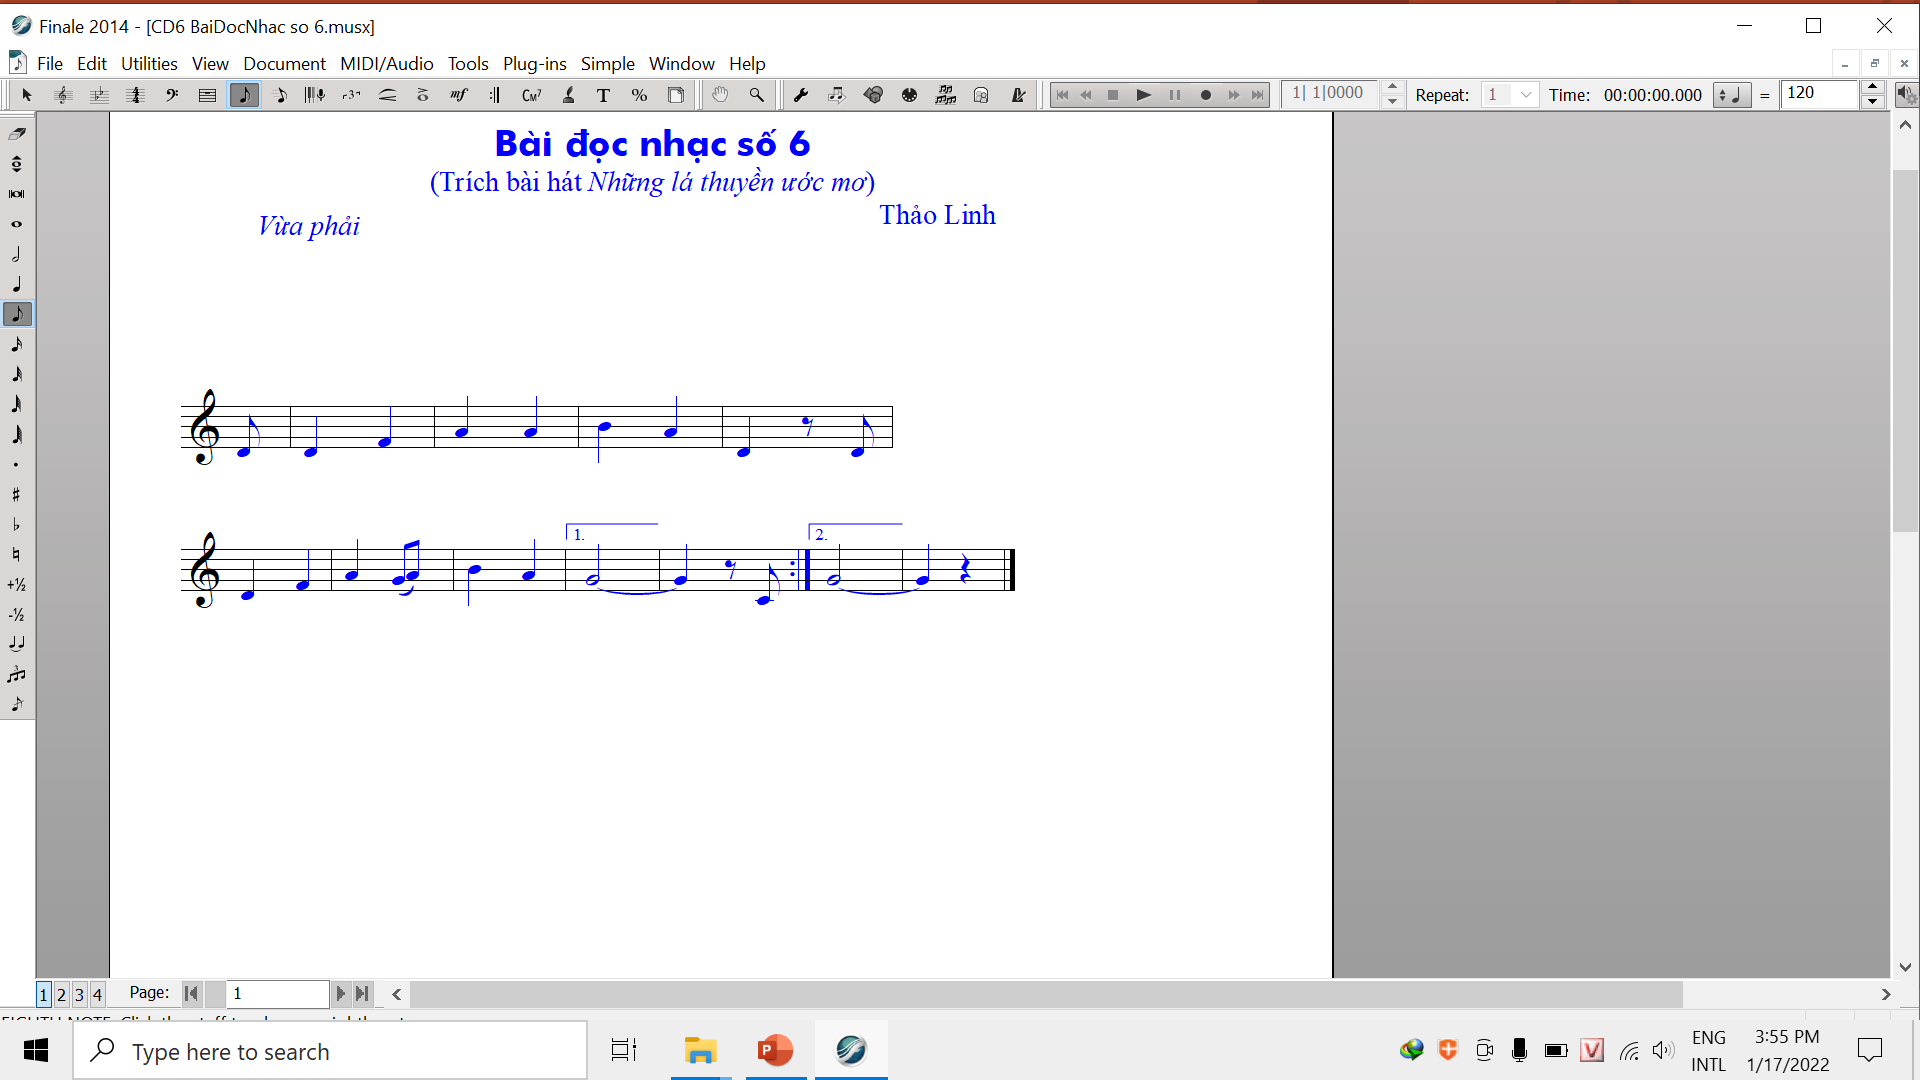 Finale 2014 - [CD6 BaiDocNhac so 6.musx]
File Edit Utilities View Document MIDI/Audio Tools Plug-ins Simple Window Help
1| 1|0000 Repeat: 1 Time: 00:00:00.000 = 120
Bài đọc nhạc số 6
(Trích bài hát Những lá thuyền ước mơ)
Thảo Linh
Vừa phải
1. 2.
1 2 3 4 Page: 1
Type here to search
ENG
INTL
3:55 PM
1/17/2022